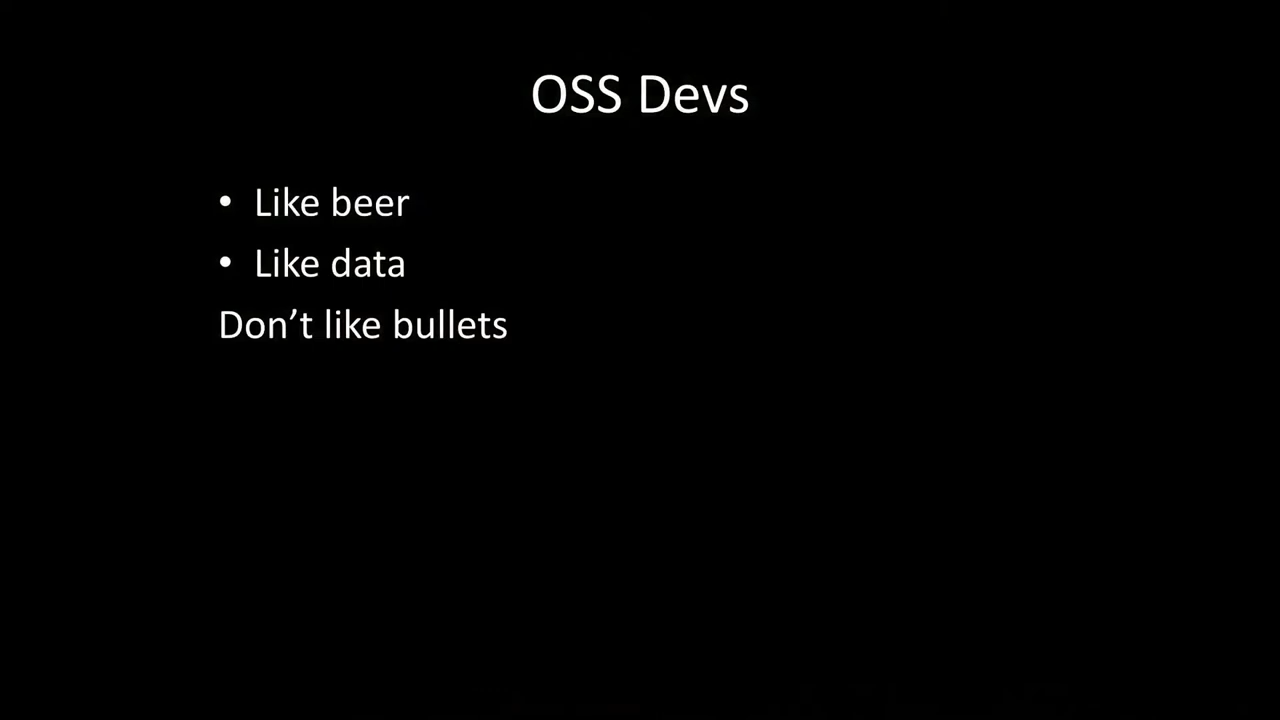 OSS Devs
• Like beer
• Like data
Don’t like bullets